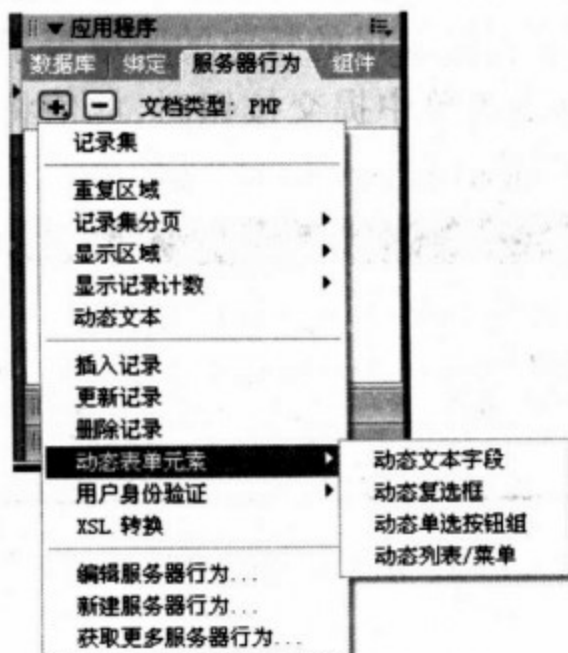 应用程序
数据库 绑定 服务器行为 组件
文档类型: PHP
记录集
重复区域
记录集分页
显示区域
显示记录计数
动态文本
插入记录
更新记录
删除记录
动态表单元素
用户身份验证
XSL 转换
编辑服务器行为...
新建服务器行为...
获取更多服务器行为...
动态文本字段
动态复选框
动态单选按钮组
动态列表/菜单